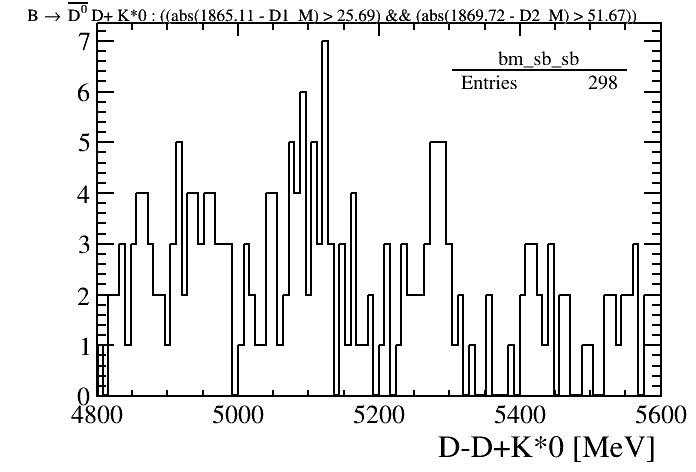 B → D⁰ D+ K*0 : ((abs(1865.11 - D1_M) > 25.69) && (abs(1869.72 - D2_M) > 51.67))
bm_sb_sb
Entries 298
7
6
5
4
3
2
1
0
4800 5000 5200 5400 5600
D-D+K*0 [MeV]